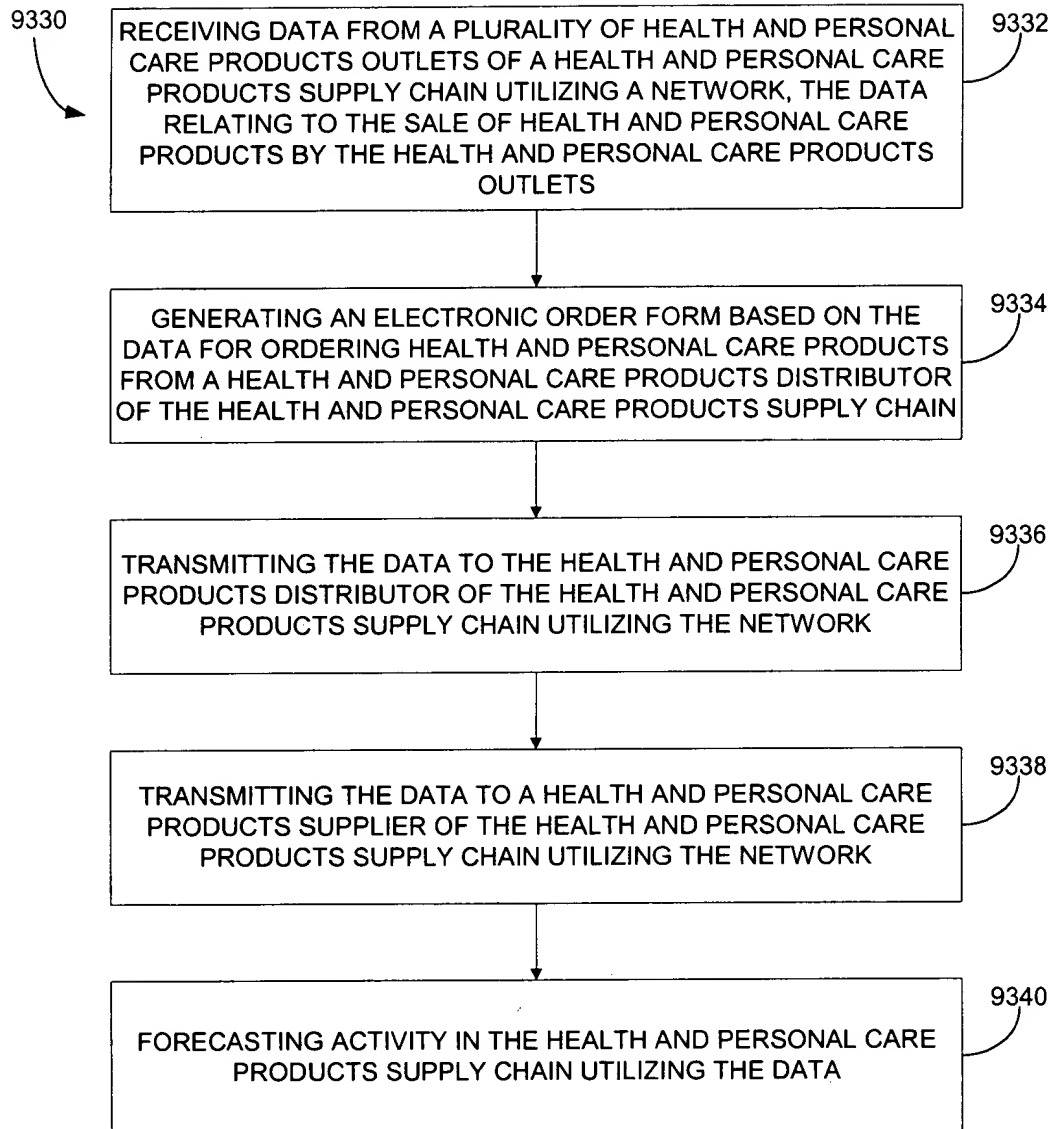 9330
RECEIVING DATA FROM A PLURALITY OF HEALTH AND PERSONAL
CARE PRODUCTS OUTLETS OF A HEALTH AND PERSONAL CARE
PRODUCTS SUPPLY CHAIN UTILIZING A NETWORK, THE DATA
RELATING TO THE SALE OF HEALTH AND PERSONAL CARE
PRODUCTS BY THE HEALTH AND PERSONAL CARE PRODUCTS
OUTLETS
9332
GENERATING AN ELECTRONIC ORDER FORM BASED ON THE
DATA FOR ORDERING HEALTH AND PERSONAL CARE PRODUCTS
FROM A HEALTH AND PERSONAL CARE PRODUCTS DISTRIBUTOR
OF THE HEALTH AND PERSONAL CARE PRODUCTS SUPPLY CHAIN
9334
TRANSMITTING THE DATA TO THE HEALTH AND PERSONAL CARE
PRODUCTS DISTRIBUTOR OF THE HEALTH AND PERSONAL CARE
PRODUCTS SUPPLY CHAIN UTILIZING THE NETWORK
9336
TRANSMITTING THE DATA TO A HEALTH AND PERSONAL CARE
PRODUCTS SUPPLIER OF THE HEALTH AND PERSONAL CARE
PRODUCTS SUPPLY CHAIN UTILIZING THE NETWORK
9338
FORECASTING ACTIVITY IN THE HEALTH AND PERSONAL CARE
PRODUCTS SUPPLY CHAIN UTILIZING THE DATA
9340